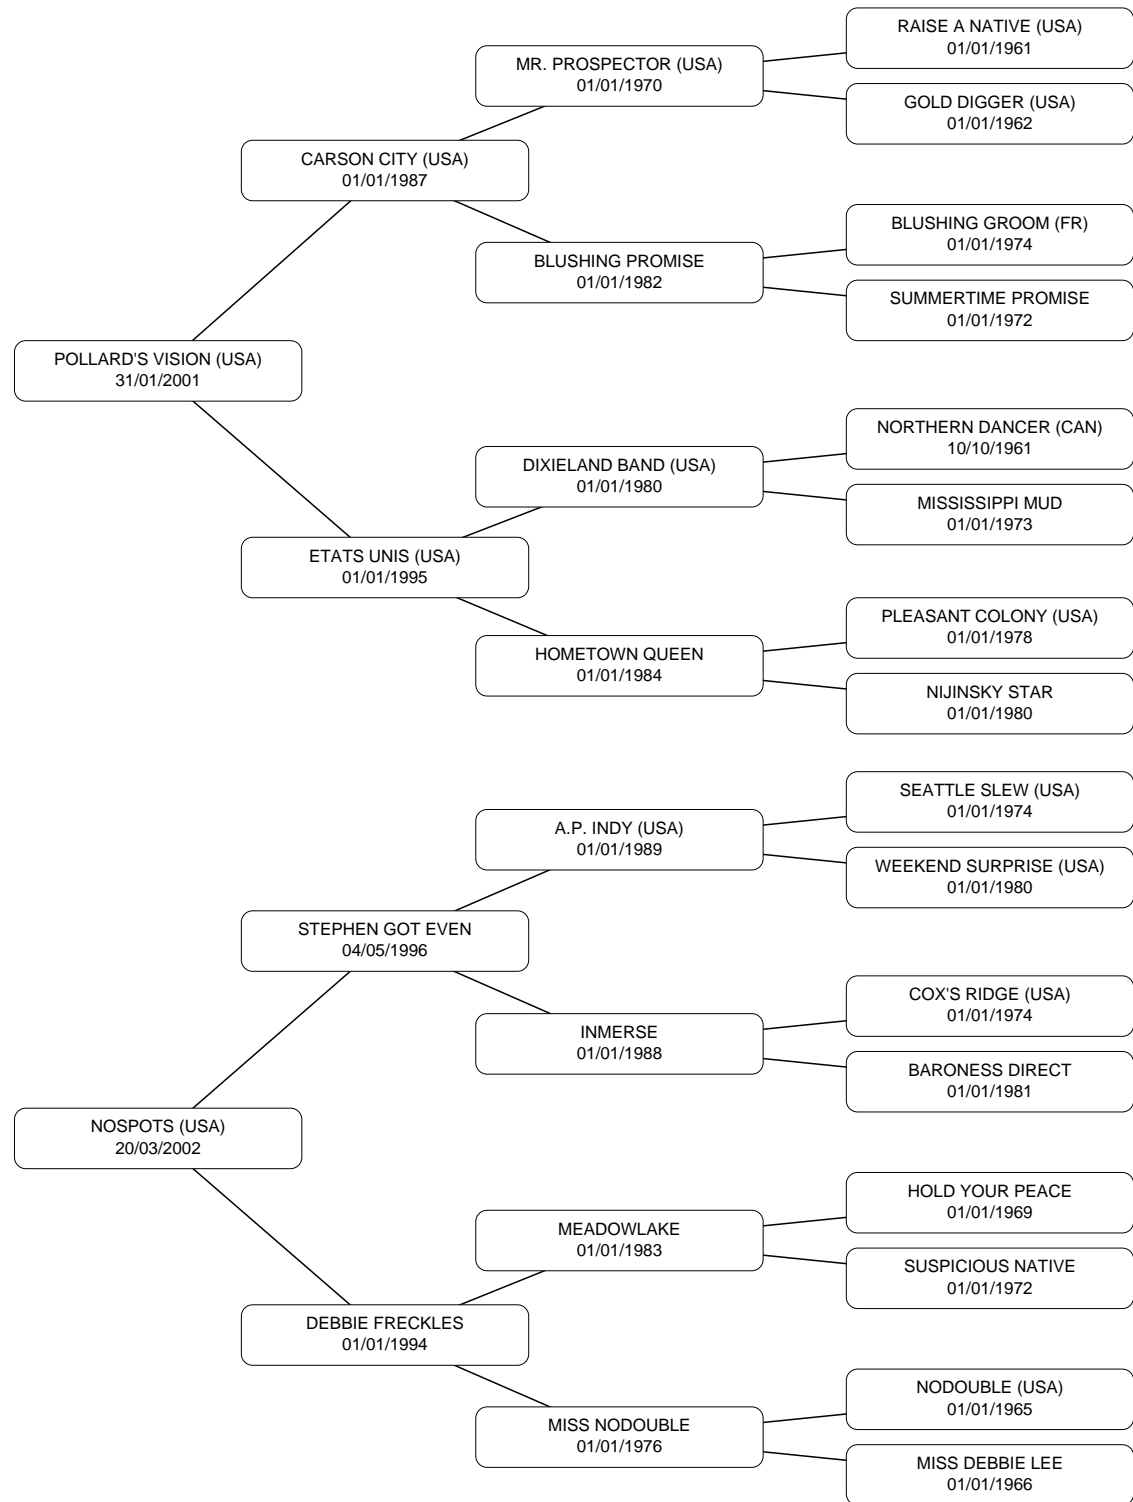 RAISE A NATIVE (USA)
01/01/1961
MR. PROSPECTOR (USA)
01/01/1970
GOLD DIGGER (USA)
01/01/1962
CARSON CITY (USA)
01/01/1987
BLUSHING GROOM (FR)
01/01/1974
BLUSHING PROMISE
01/01/1982
SUMMERTIME PROMISE
01/01/1972
POLLARD'S VISION (USA)
31/01/2001
NORTHERN DANCER (CAN)
10/10/1961
DIXIELAND BAND (USA)
01/01/1980
MISSISSIPPI MUD
01/01/1973
ETATS UNIS (USA)
01/01/1995
PLEASANT COLONY (USA)
01/01/1978
HOMETOWN QUEEN
01/01/1984
NIJINSKY STAR
01/01/1980
SEATTLE SLEW (USA)
01/01/1974
A.P. INDY (USA)
01/01/1989
WEEKEND SURPRISE (USA)
01/01/1980
STEPHEN GOT EVEN
04/05/1996
COX'S RIDGE (USA)
01/01/1974
INMERSE
01/01/1988
BARONESS DIRECT
01/01/1981
NOSPOTS (USA)
20/03/2002
HOLD YOUR PEACE
01/01/1969
MEADOWLAKE
01/01/1983
SUSPICIOUS NATIVE
01/01/1972
DEBBIE FRECKLES
01/01/1994
NODOUBLE (USA)
01/01/1965
MISS NODOUBLE
01/01/1976
MISS DEBBIE LEE
01/01/1966